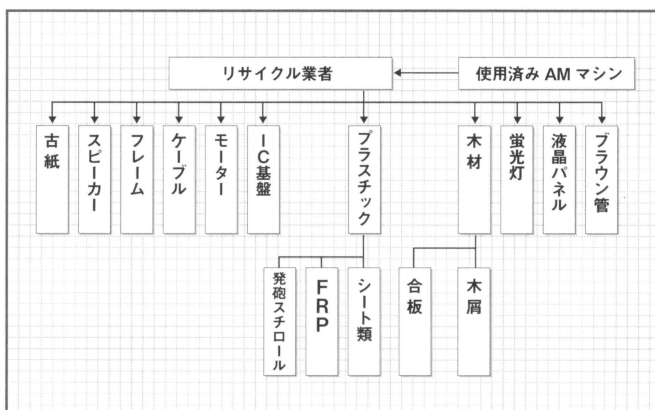 リサイクル業者
使用済み AM マシン
古紙
スピーカー
フレーム
ケーブル
モーター
IC基盤
プラスチック
木材
蛍光灯
液晶パネル
ブラウン管
発砲スチロール
FRP
シート類
合板
木屑